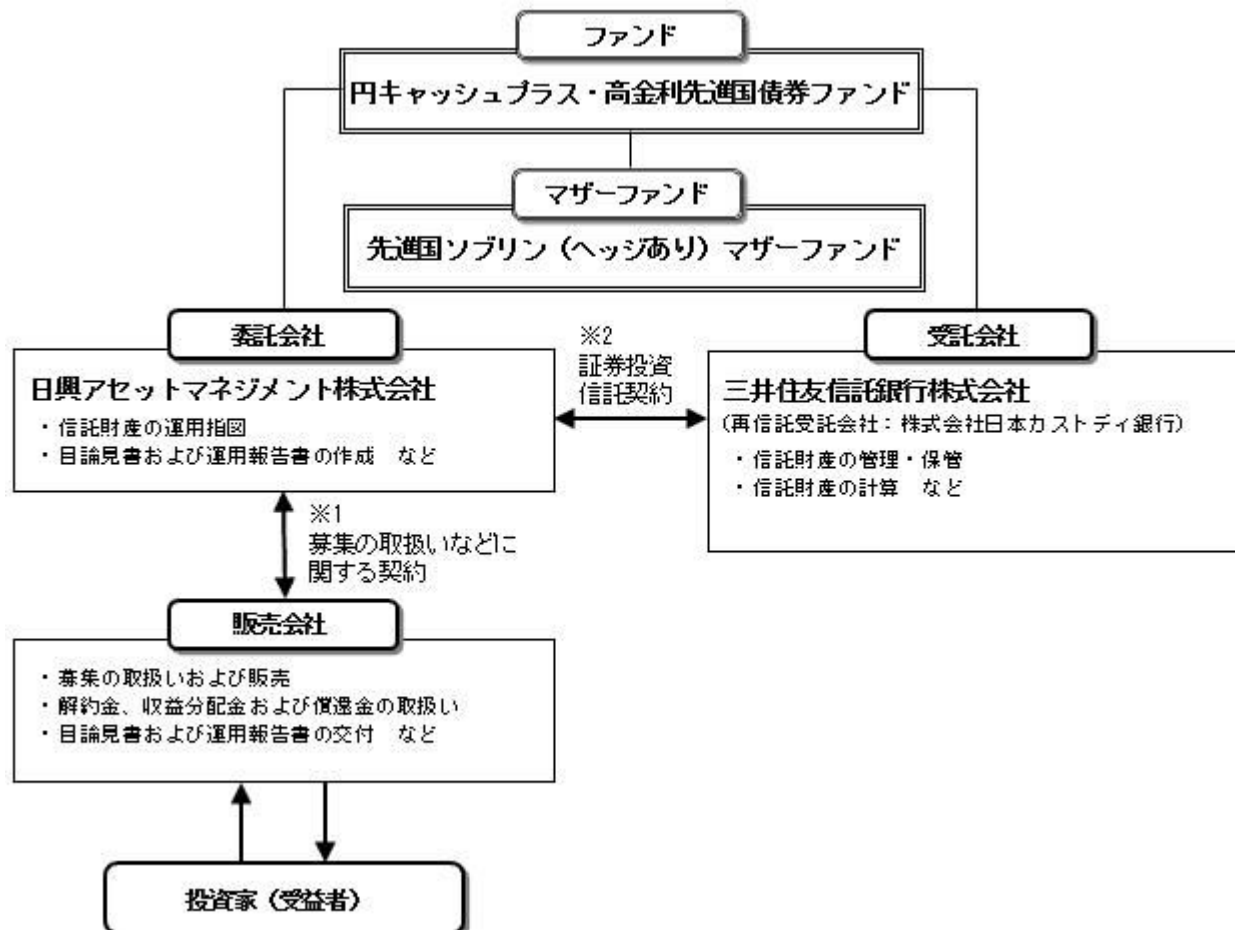 ファンド
円キャッシュプラス・高金利先進国債券ファンド
マザーファンド
先進国ソブリン（ヘッジあり）マザーファンド
委託会社
日興アセットマネジメント株式会社
・信託財産の運用指図
・目論見書および運用報告書の作成　など
※2
証券投資
信託契約
受託会社
三井住友信託銀行株式会社
(再信託受託会社：株式会社日本カストディ銀行)
・信託財産の管理・保管
・信託財産の計算　など
※1
募集の取扱いなどに
関する契約
販売会社
・募集の取扱いおよび販売
・解約金、収益分配金および償還金の取扱い
・目論見書および運用報告書の交付　など
投資家（受益者）